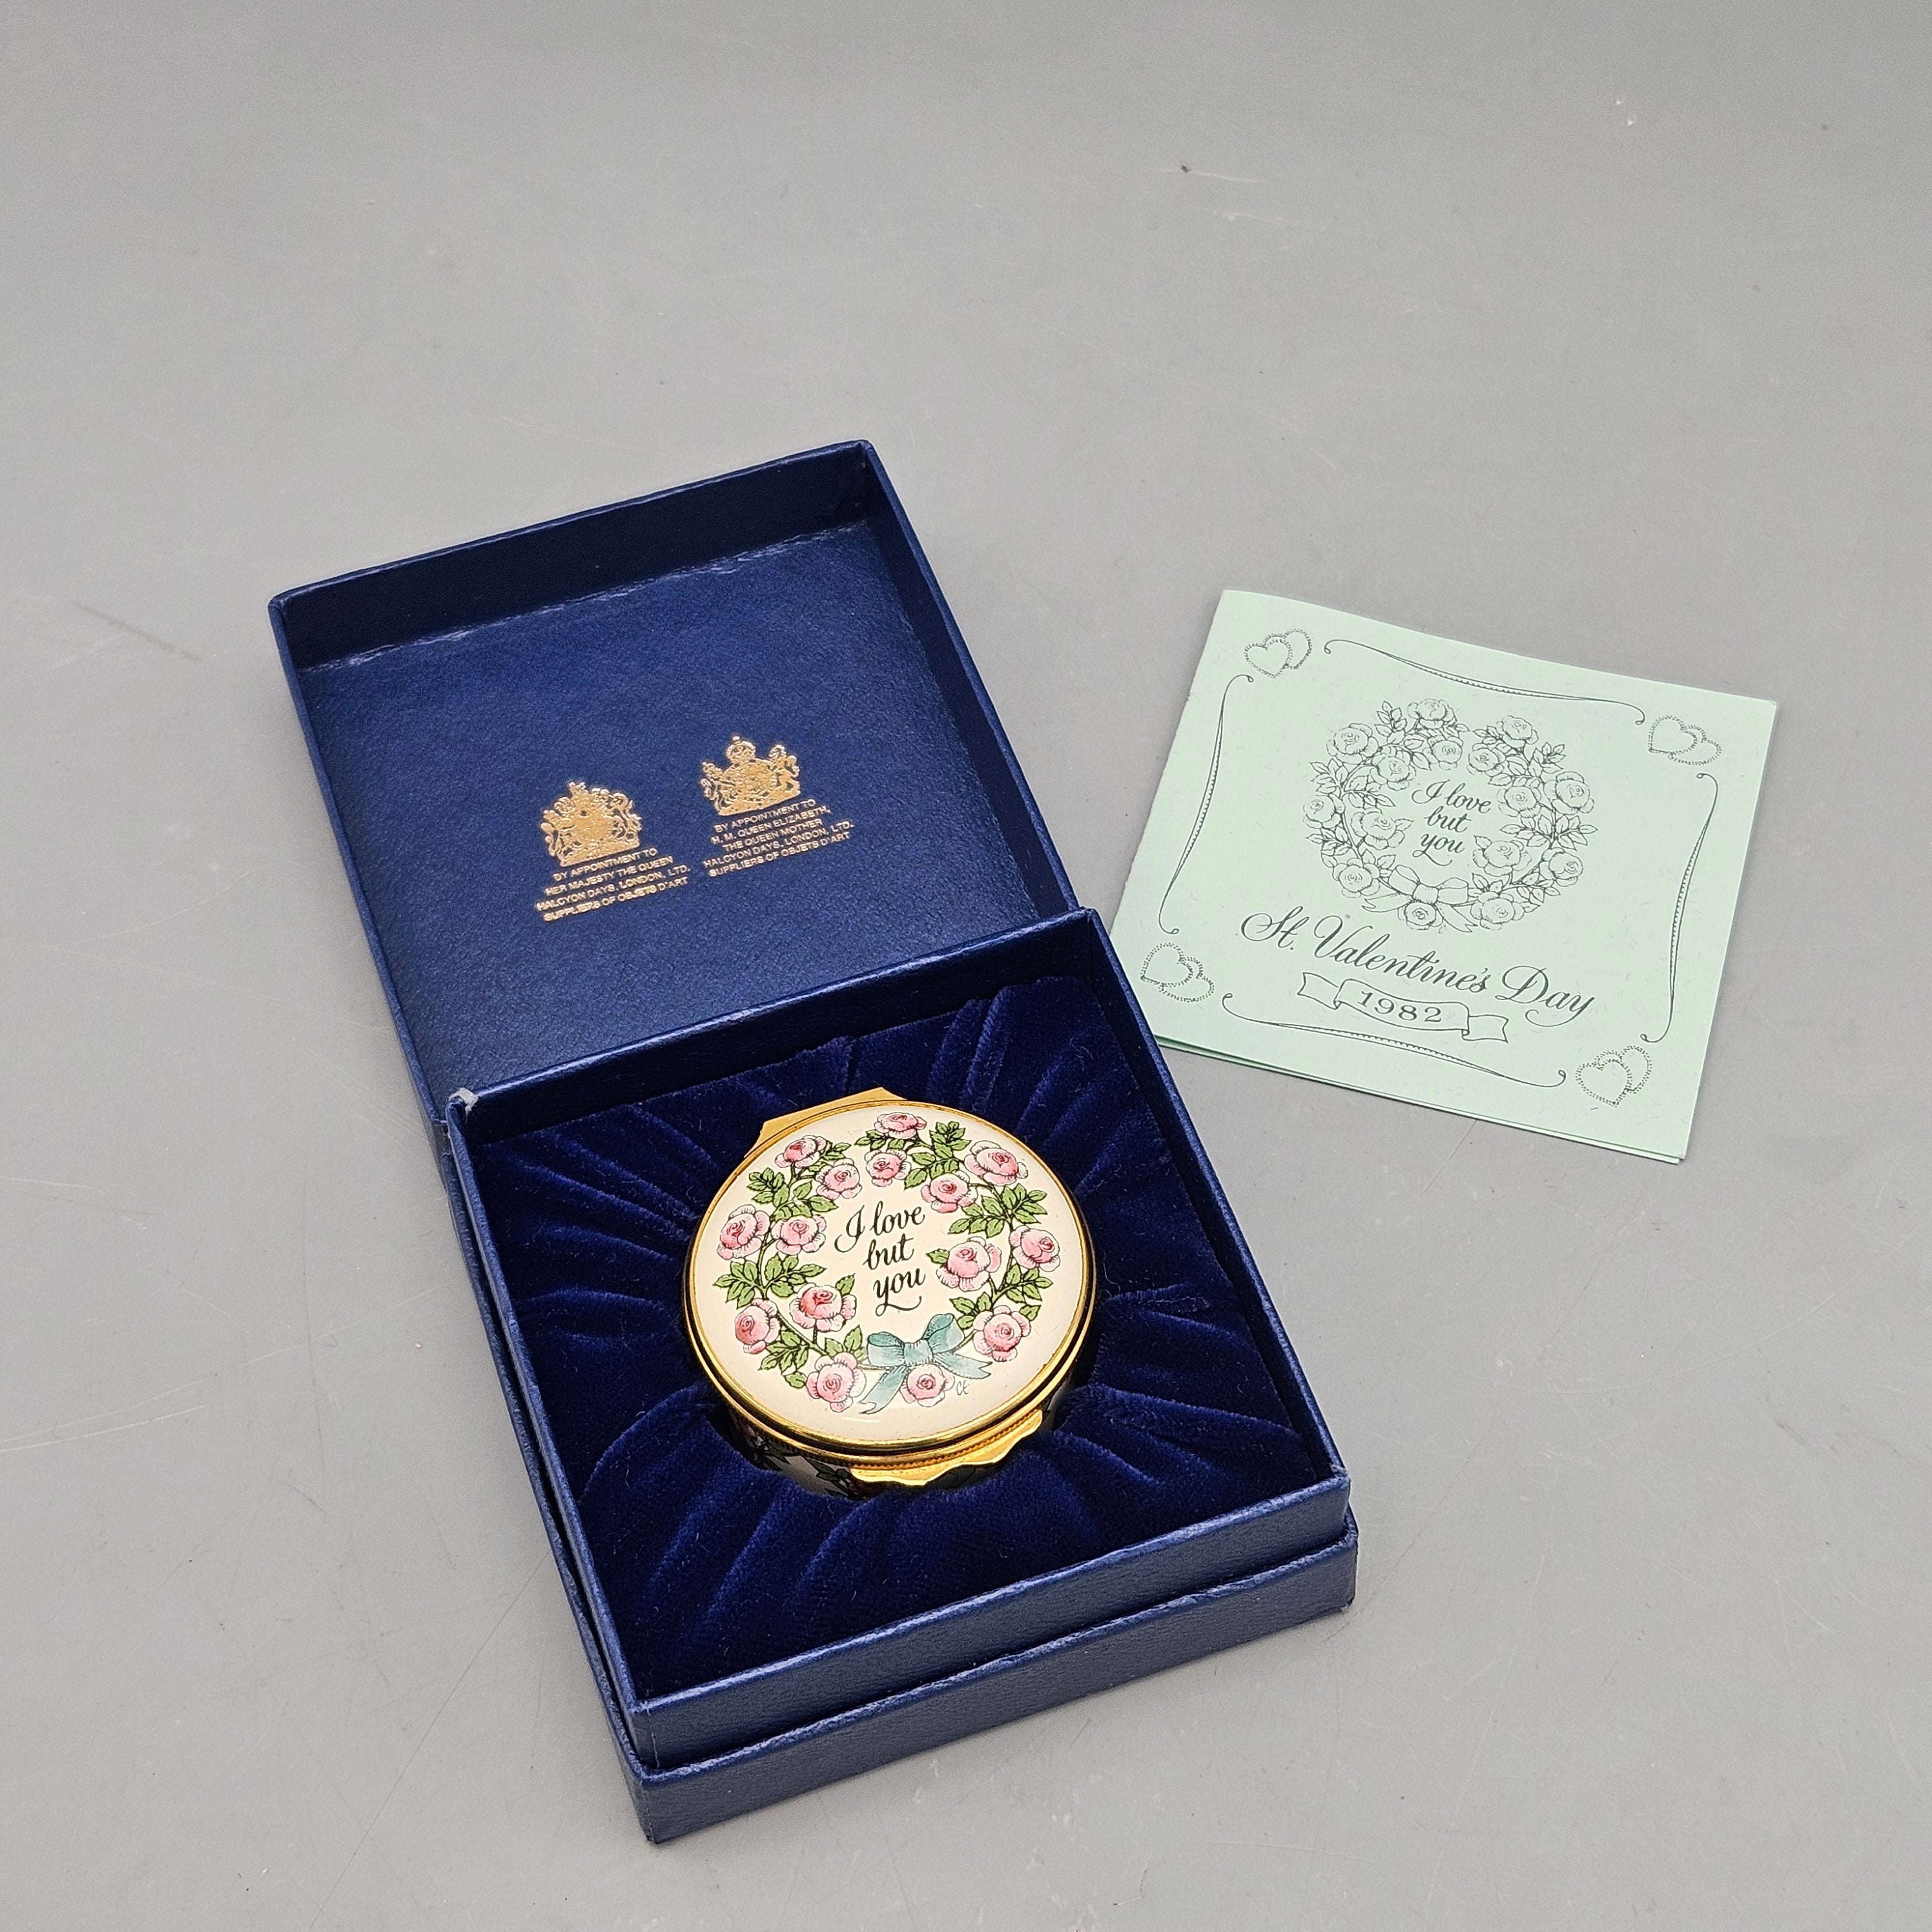 BY APPOINTMENT TO
HER MAJESTY THE QUEEN
HALCYON DAYS, LONDON, LTD.
SUPPLIERS OF OBJETS D'ART
BY APPOINTMENT TO
H. M. QUEEN ELIZABETH,
THE QUEEN MOTHER
HALCYON DAYS, LONDON, LTD.
SUPPLIERS OF OBJETS D'ART
I love
but
you
St. Valentine's Day
1982
I love
but
you
CE